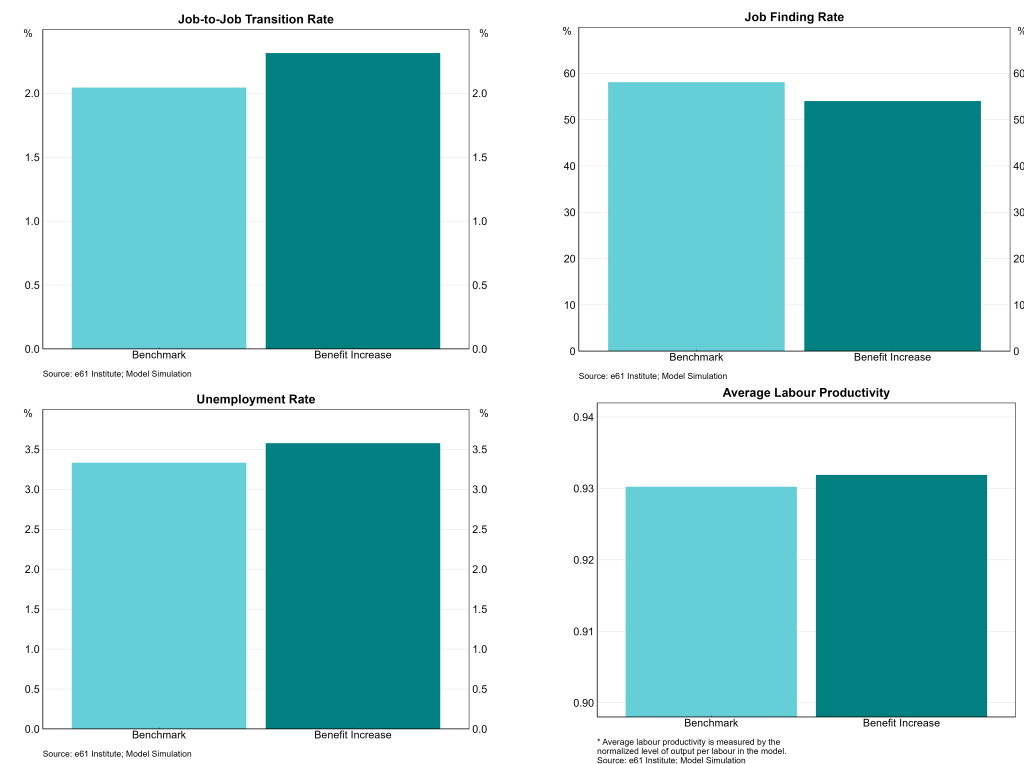 Job-to-Job Transition Rate
% %
2.0 2.0
1.5 1.5
1.0 1.0
0.5 0.5
0.0 0.0
Benchmark Benefit Increase
Source: e61 Institute; Model Simulation
Job Finding Rate
% %
60 60
50 50
40 40
30 30
20 20
10 10
0 0
Benchmark Benefit Increase
Source: e61 Institute; Model Simulation
Unemployment Rate
% %
3.5 3.5
3.0 3.0
2.5 2.5
2.0 2.0
1.5 1.5
1.0 1.0
0.5 0.5
0.0 0.0
Benchmark Benefit Increase
Source: e61 Institute; Model Simulation
Average Labour Productivity
0.94
0.93
0.92
0.91
0.90
Benchmark Benefit Increase
* Average labour productivity is measured by the
normalized level of output per labour in the model.
Source: e61 Institute; Model Simulation